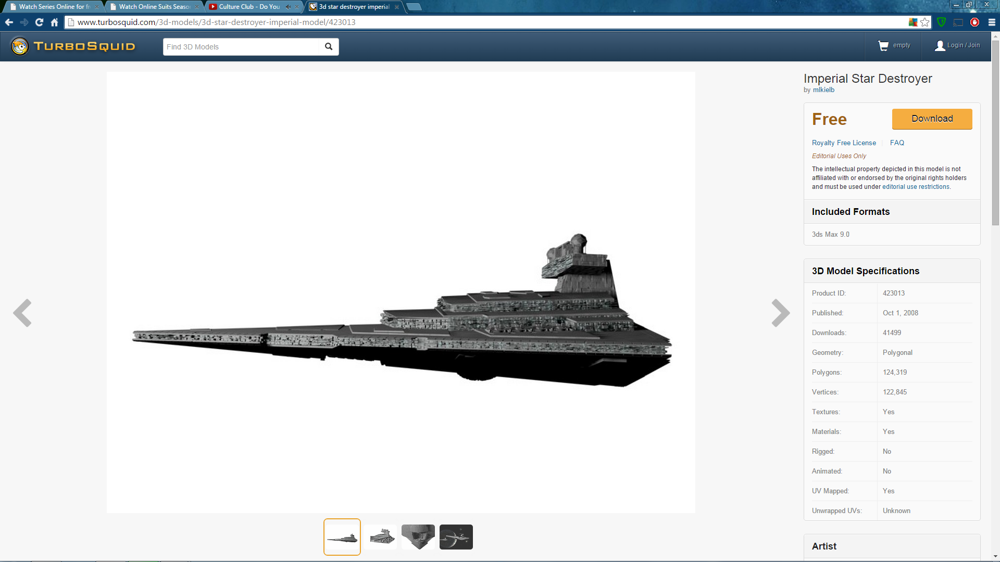 Watch Series Online for fr
Watch Online Suits Seaso
Culture Club - Do You
3d star destroyer imperial
www.turbosquid.com/3d-models/3d-star-destroyer-imperial-model/423013
TurboSquid
Find 3D Models
empty
Login / Join
Imperial Star Destroyer
by mlkielb
Free
Download
Royalty Free License
FAQ
Editorial Uses Only
The intellectual property depicted in this model is not
affiliated with or endorsed by the original rights holders
and must be used under editorial use restrictions.
Included Formats
3ds Max 9.0
3D Model Specifications
Product ID: 423013
Published: Oct 1, 2008
Downloads: 41499
Geometry: Polygonal
Polygons: 124,319
Vertices: 122,845
Textures: Yes
Materials: Yes
Rigged: No
Animated: No
UV Mapped: Yes
Unwrapped UVs: Unknown
Artist